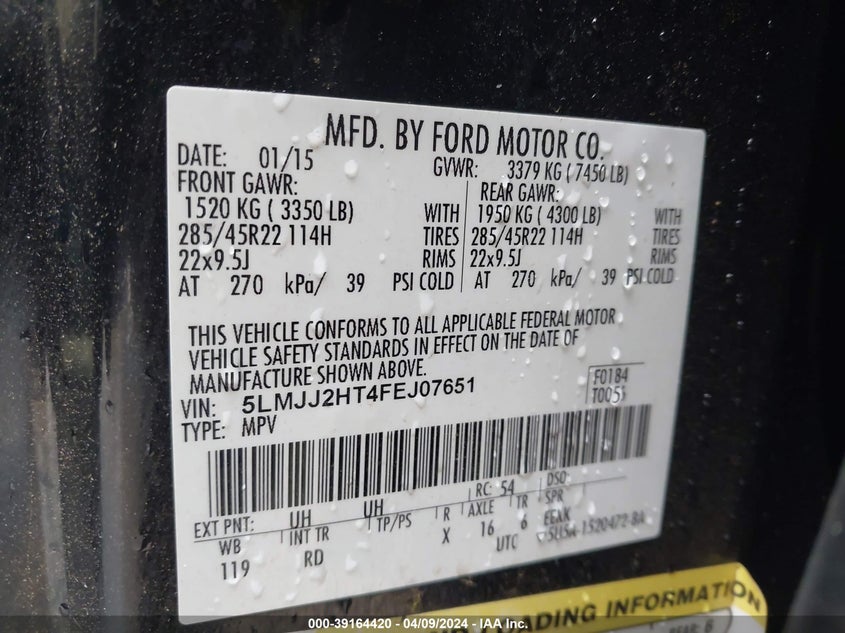 MFD. BY FORD MOTOR CO.
DATE: 01/15 GVWR: 3379 KG ( 7450 LB)
FRONT GAWR: REAR GAWR:
1520 KG ( 3350 LB) WITH 1950 KG ( 4300 LB) WITH
285/45R22 114H TIRES 285/45R22 114H TIRES
22x9.5J RIMS 22x9.5J RIMS
AT 270 kPa/ 39 PSI COLD AT 270 kPa/ 39 PSI COLD
THIS VEHICLE CONFORMS TO ALL APPLICABLE FEDERAL MOTOR
VEHICLE SAFETY STANDARDS IN EFFECT ON THE DATE OF
MANUFACTURE SHOWN ABOVE.
F0184
VIN: 5LMJJ2HT4FEJ07651
T0051
TYPE: MPV
EXT PNT: UH UH RC: 54 DSO:
WB INT TR TP/PS R AXLE TR SPR
119 RD X 16 6 EEAK
UTC
LOADING INFORMATION
000-39164420 - 04/09/2024 - IAA Inc.